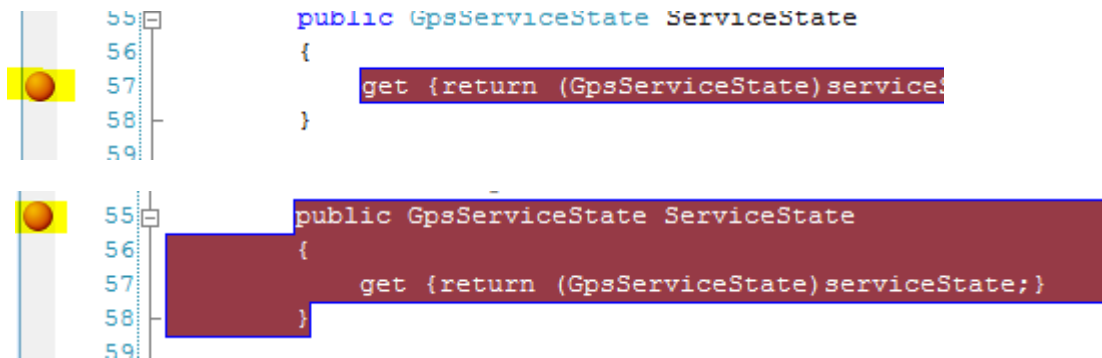 55 public GpsServiceState ServiceState
56 {
57 get {return (GpsServiceState)serviceS
58 }
59
55 public GpsServiceState ServiceState
56 {
57 get {return (GpsServiceState)serviceState;}
58 }
59